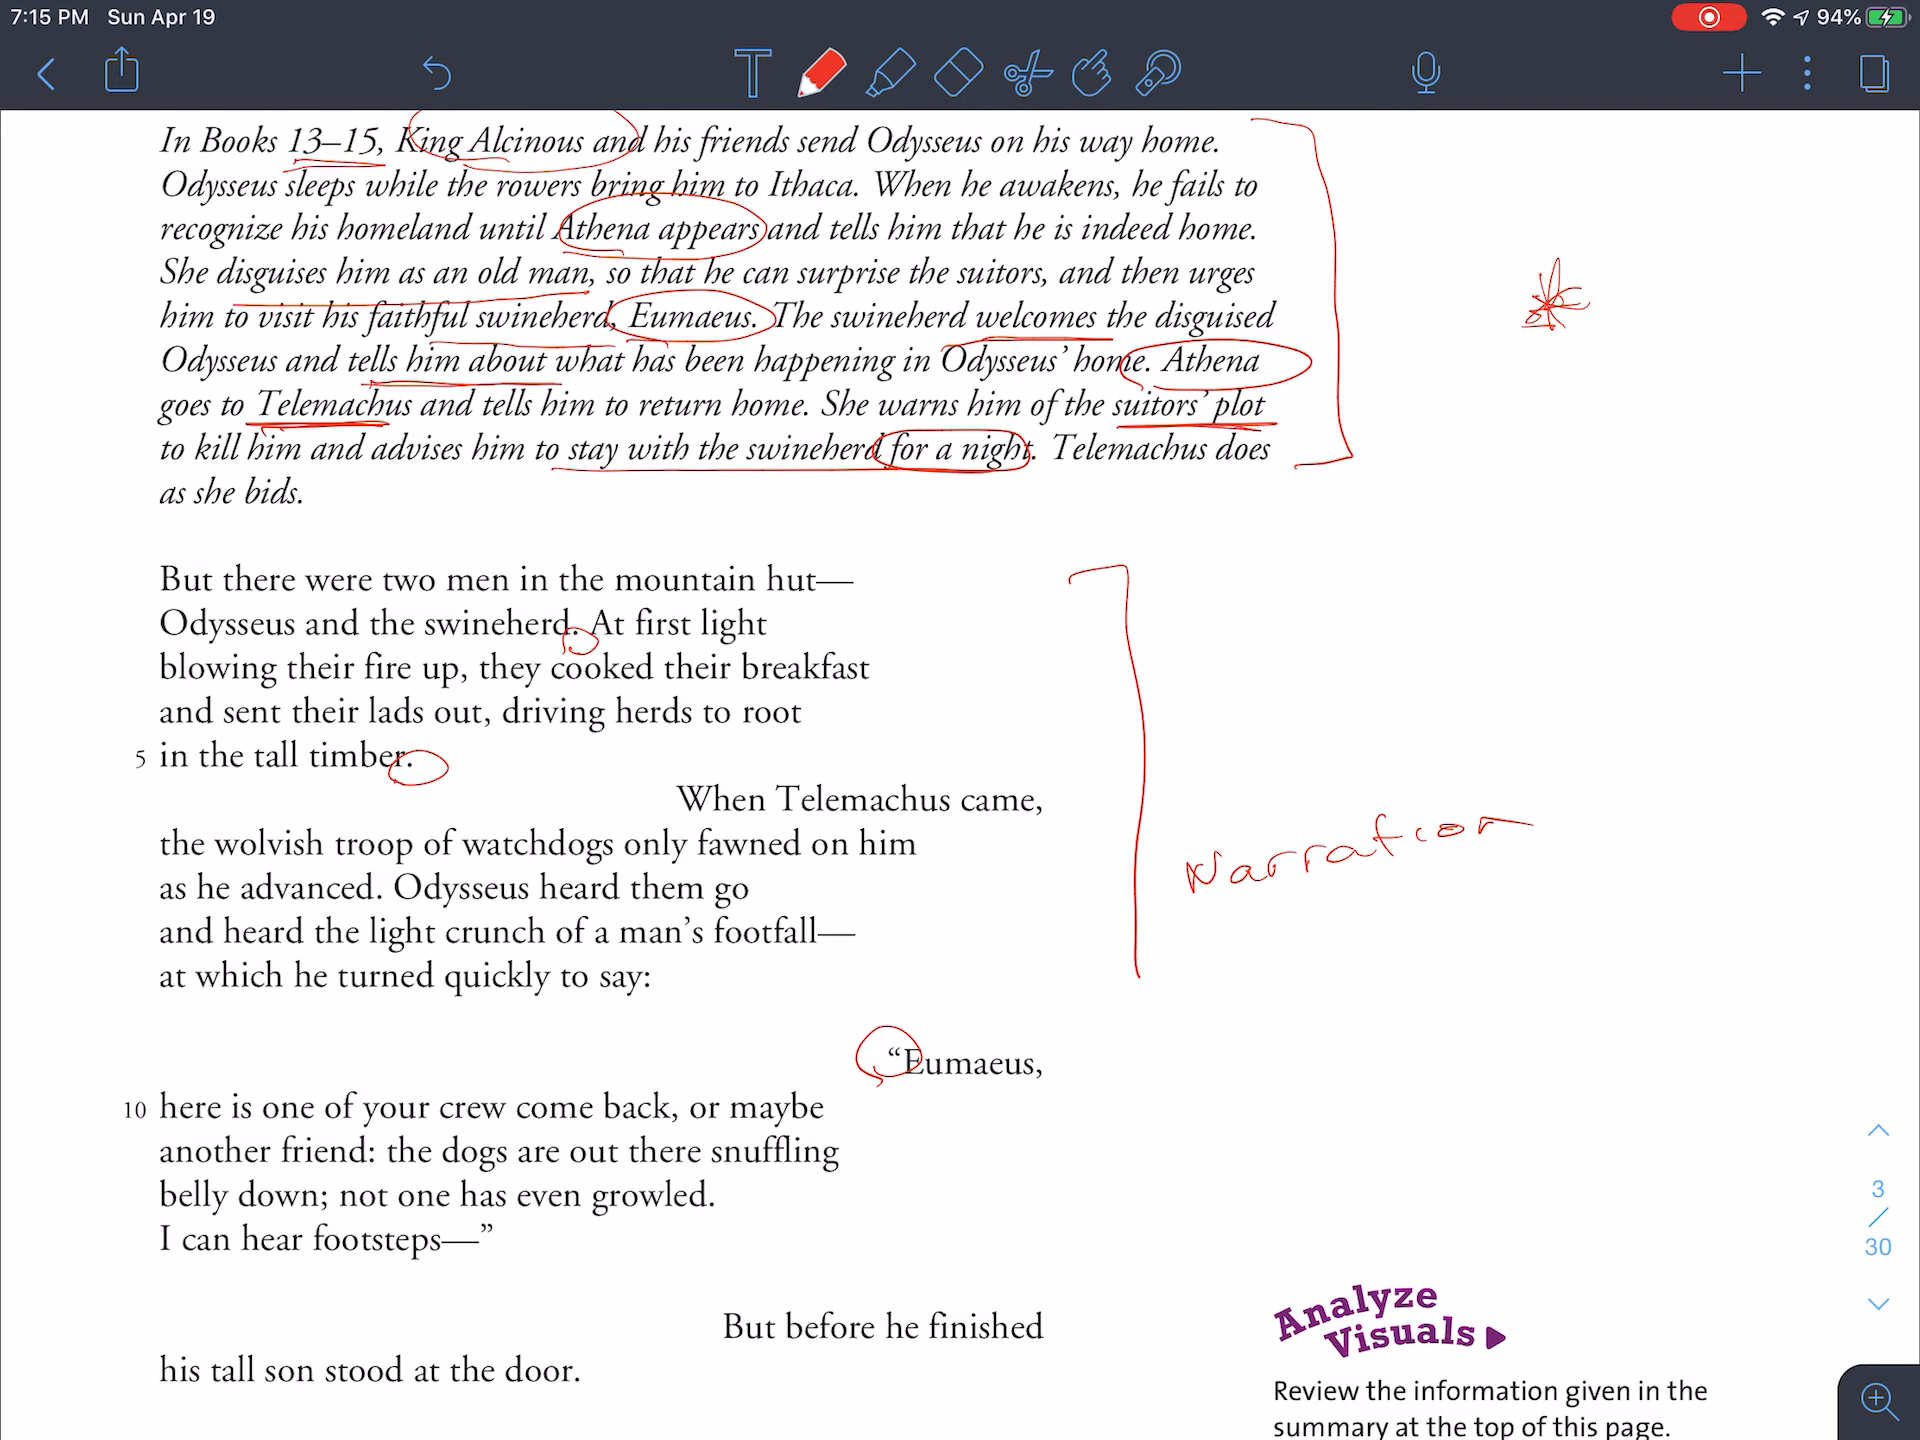 7:15 PM Sun Apr 19
94%
In Books 13–15, King Alcinous and his friends send Odysseus on his way home.
Odysseus sleeps while the rowers bring him to Ithaca. When he awakens, he fails to
recognize his homeland until Athena appears and tells him that he is indeed home.
She disguises him as an old man, so that he can surprise the suitors, and then urges
him to visit his faithful swineherd, Eumaeus. The swineherd welcomes the disguised
Odysseus and tells him about what has been happening in Odysseus’ home. Athena
goes to Telemachus and tells him to return home. She warns him of the suitors’ plot
to kill him and advises him to stay with the swineherd for a night. Telemachus does
as she bids.
But there were two men in the mountain hut—
Odysseus and the swineherd. At first light
blowing their fire up, they cooked their breakfast
and sent their lads out, driving herds to root
5 in the tall timber.
When Telemachus came,
the wolvish troop of watchdogs only fawned on him
as he advanced. Odysseus heard them go
and heard the light crunch of a man’s footfall—
at which he turned quickly to say:
Narration
“Eumaeus,
10 here is one of your crew come back, or maybe
another friend: the dogs are out there snuffling
belly down; not one has even growled.
I can hear footsteps—”
But before he finished
his tall son stood at the door.
Analyze
Visuals
Review the information given in the
summary at the top of this page.
3
/
30